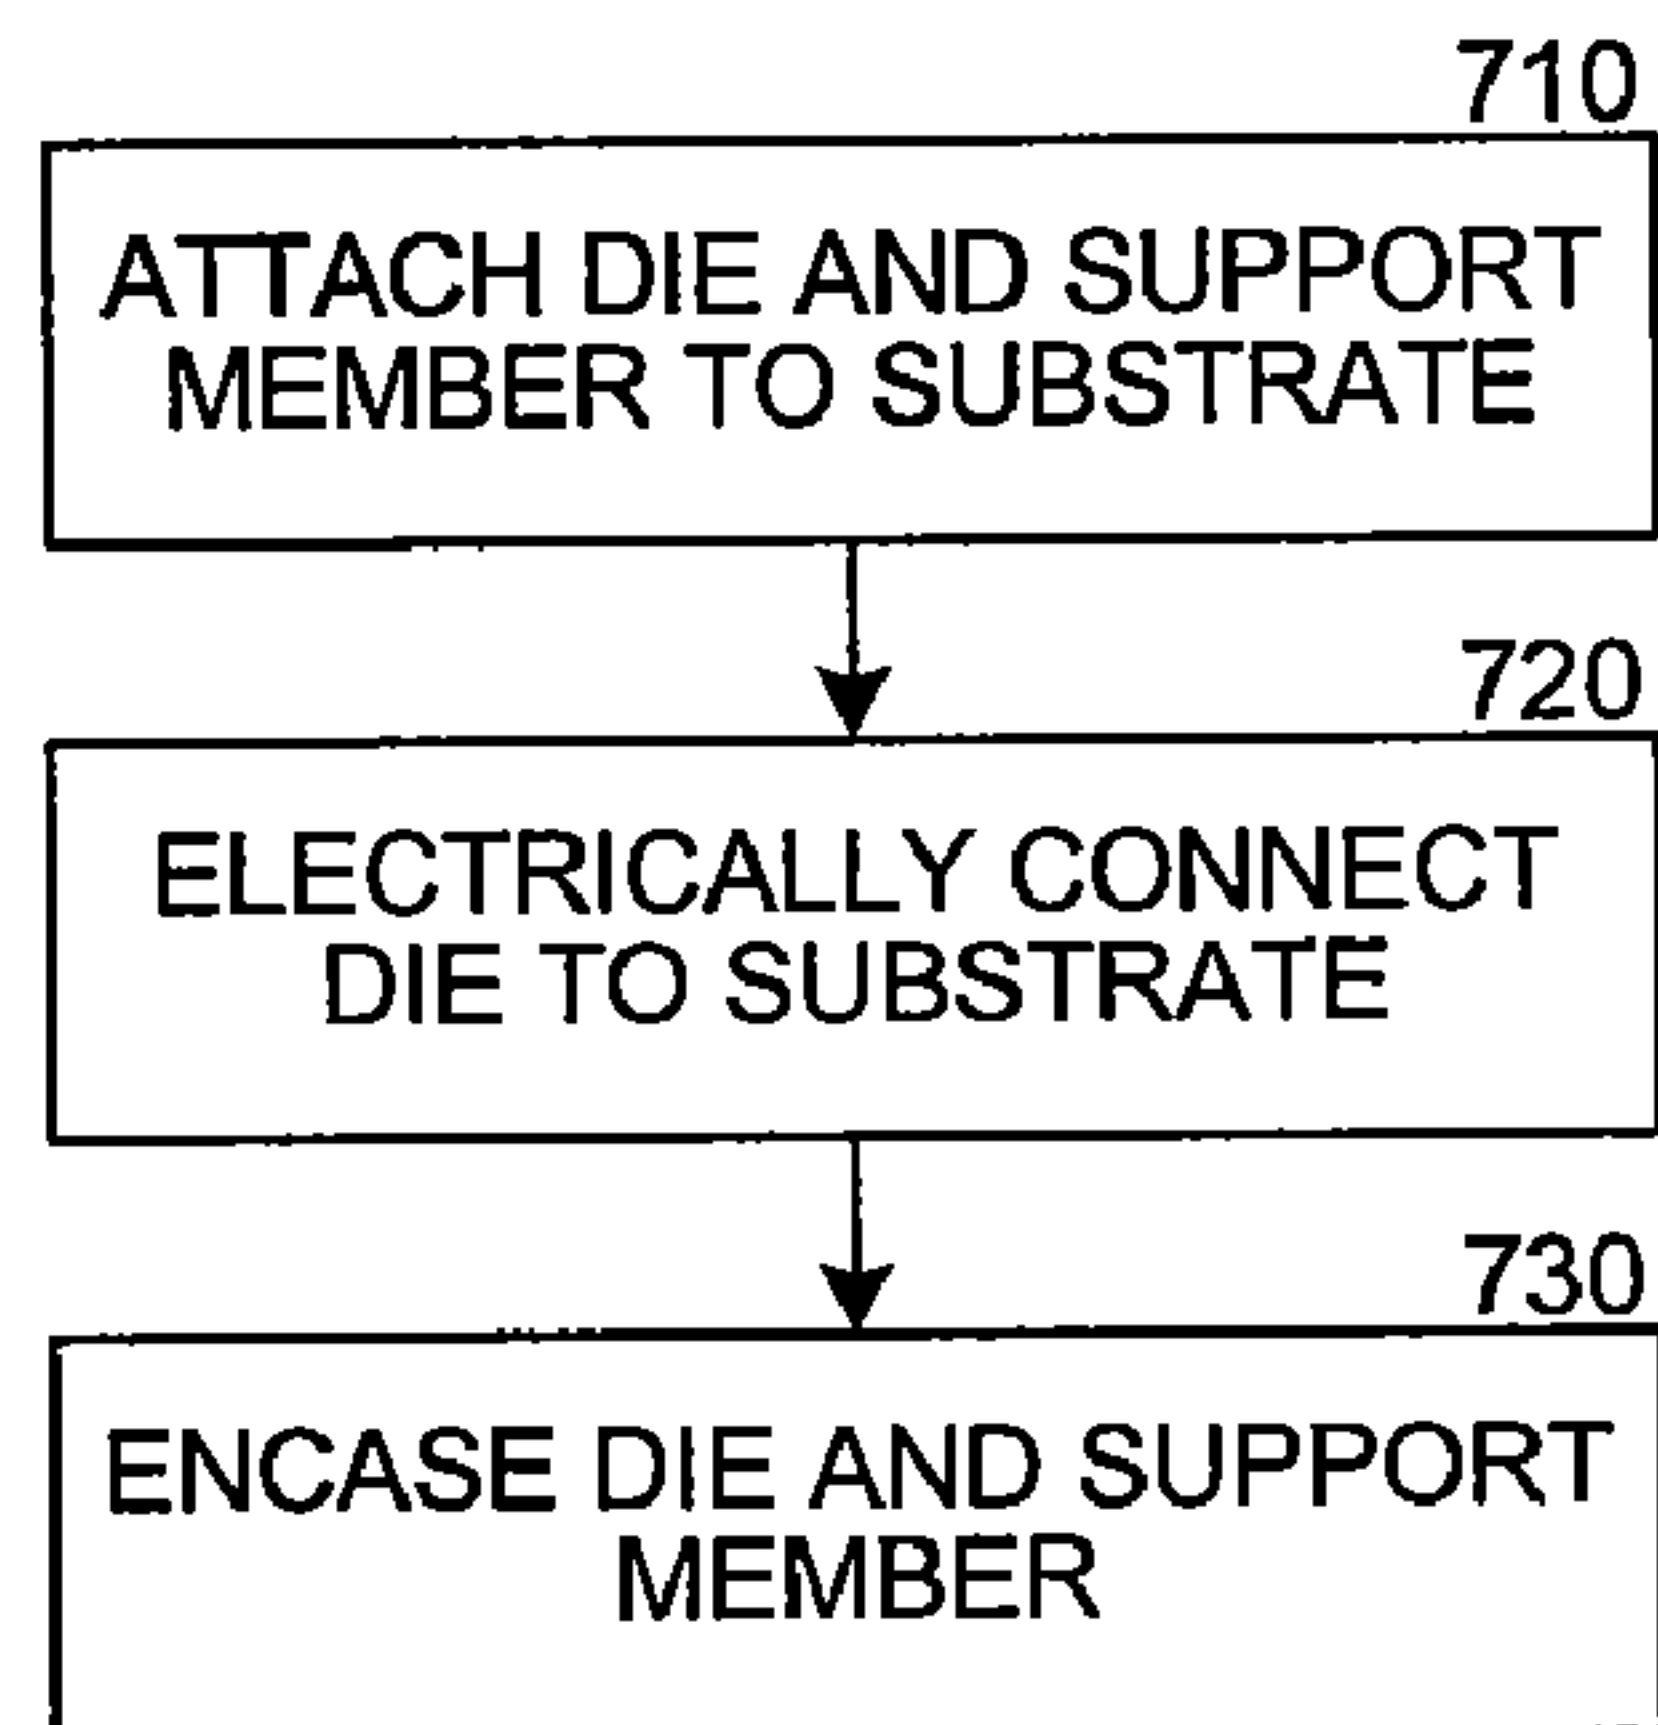 710
ATTACH DIE AND SUPPORT
MEMBER TO SUBSTRATE
720
ELECTRICALLY CONNECT
DIE TO SUBSTRATE
730
ENCASE DIE AND SUPPORT
MEMBER